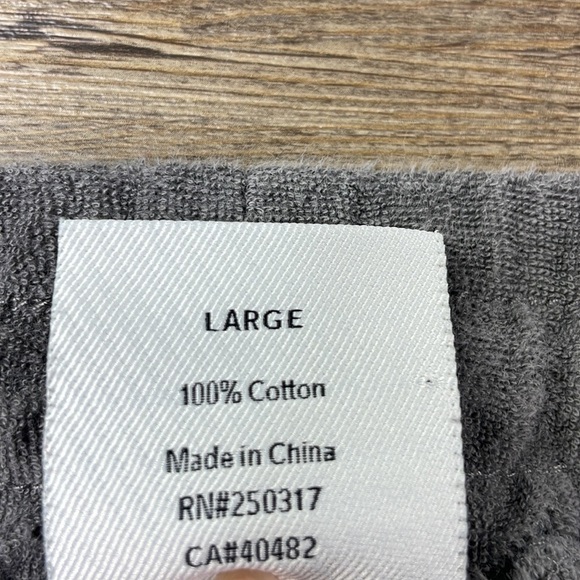 LARGE
100% Cotton
Made in China
RN#250317
CA#40482